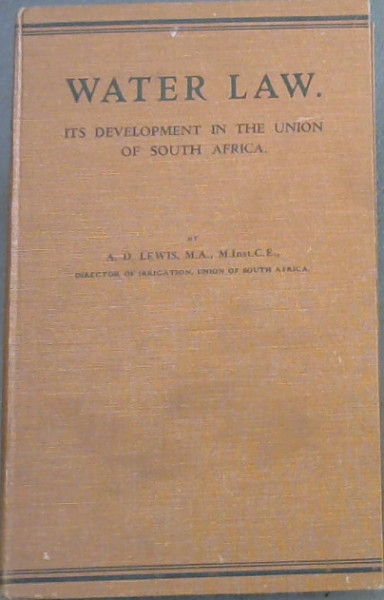 WATER LAW.
ITS DEVELOPMENT IN THE UNION
OF SOUTH AFRICA.
BY
A. D. LEWIS, M.A., M.Inst.C.E.,
DIRECTOR OF IRRIGATION, UNION OF SOUTH AFRICA.